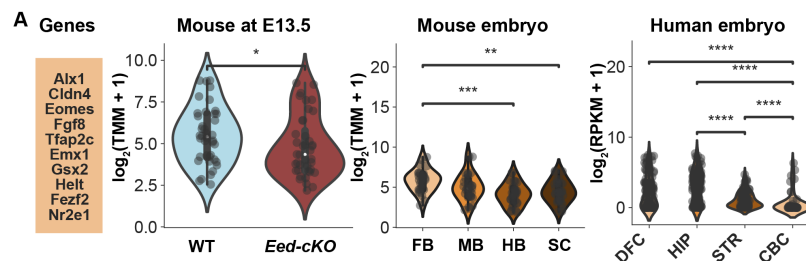 A
Genes
Mouse at E13.5
Mouse embryo
Human embryo
Alx1
Cldn4
Eomes
Fgf8
Tfap2c
Emx1
Gsx2
Helt
Fezf2
Nr2e1
log2(TMM + 1)
10.0
7.5
5.0
2.5
0.0
*
WT
Eed-cKO
log2(TMM + 1)
20
15
10
5
0
**
***
FB
MB
HB
SC
log2(RPKM + 1)
20
10
0
****
****
****
****
DFC
HIP
STR
CBC